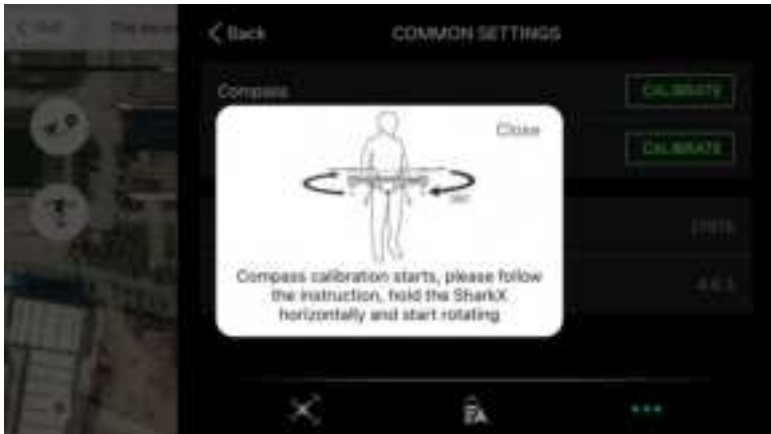 Back
COMMON SETTINGS
Compass
CALIBRATE
Close
CALIBRATE
Compass calibration starts, please follow
the instruction, hold the SharkX
horizontally and start rotating